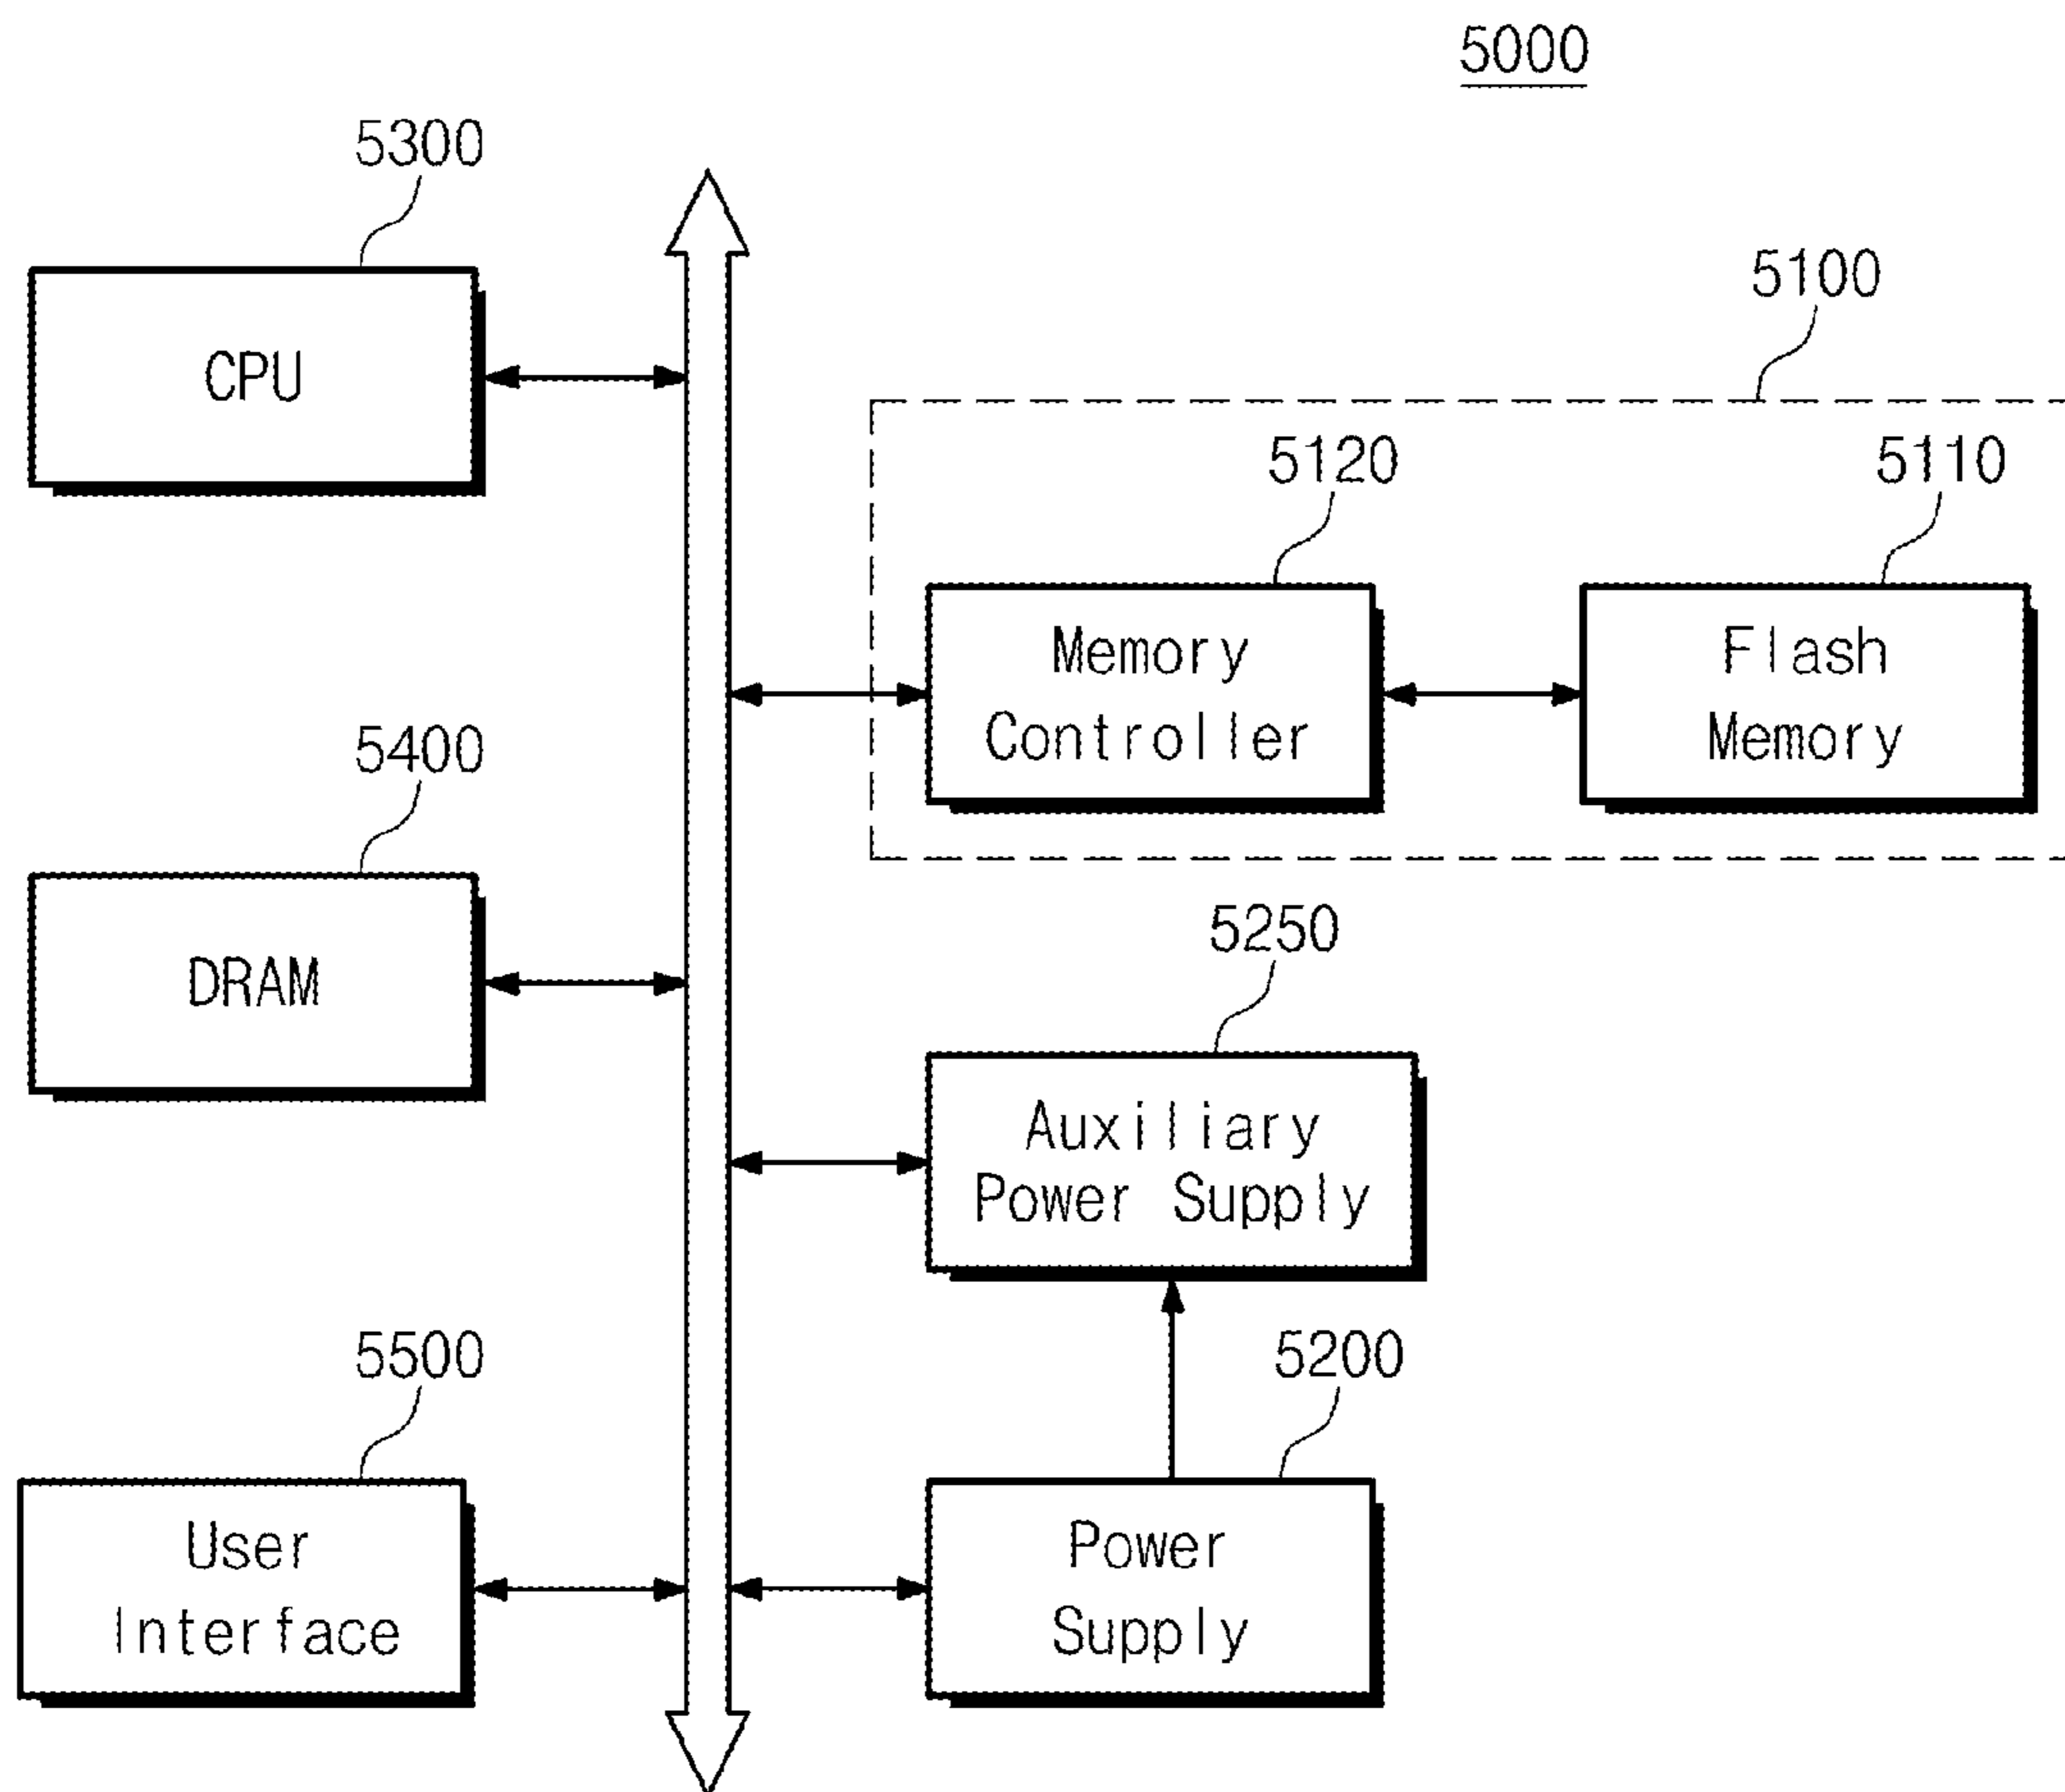 5000
5300
CPU
5100
5120
5110
Memory
Controller
Flash
Memory
5400
DRAM
5250
Auxiliary
Power Supply
5500
User
Interface
5200
Power
Supply